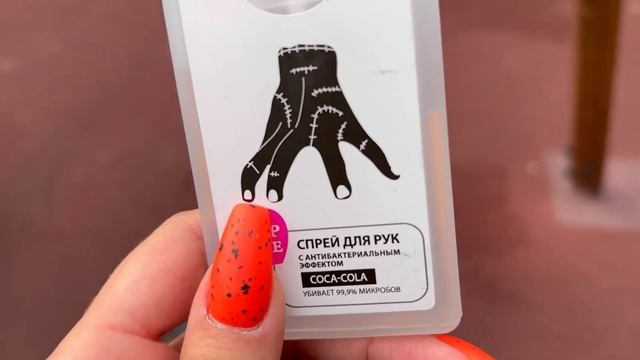 СПРЕЙ ДЛЯ РУК
С АНТИБАКТЕРИАЛЬНЫМ
ЭФФЕКТОМ
COCA-COLA
УБИВАЕТ 99,9% МИКРОБОВ